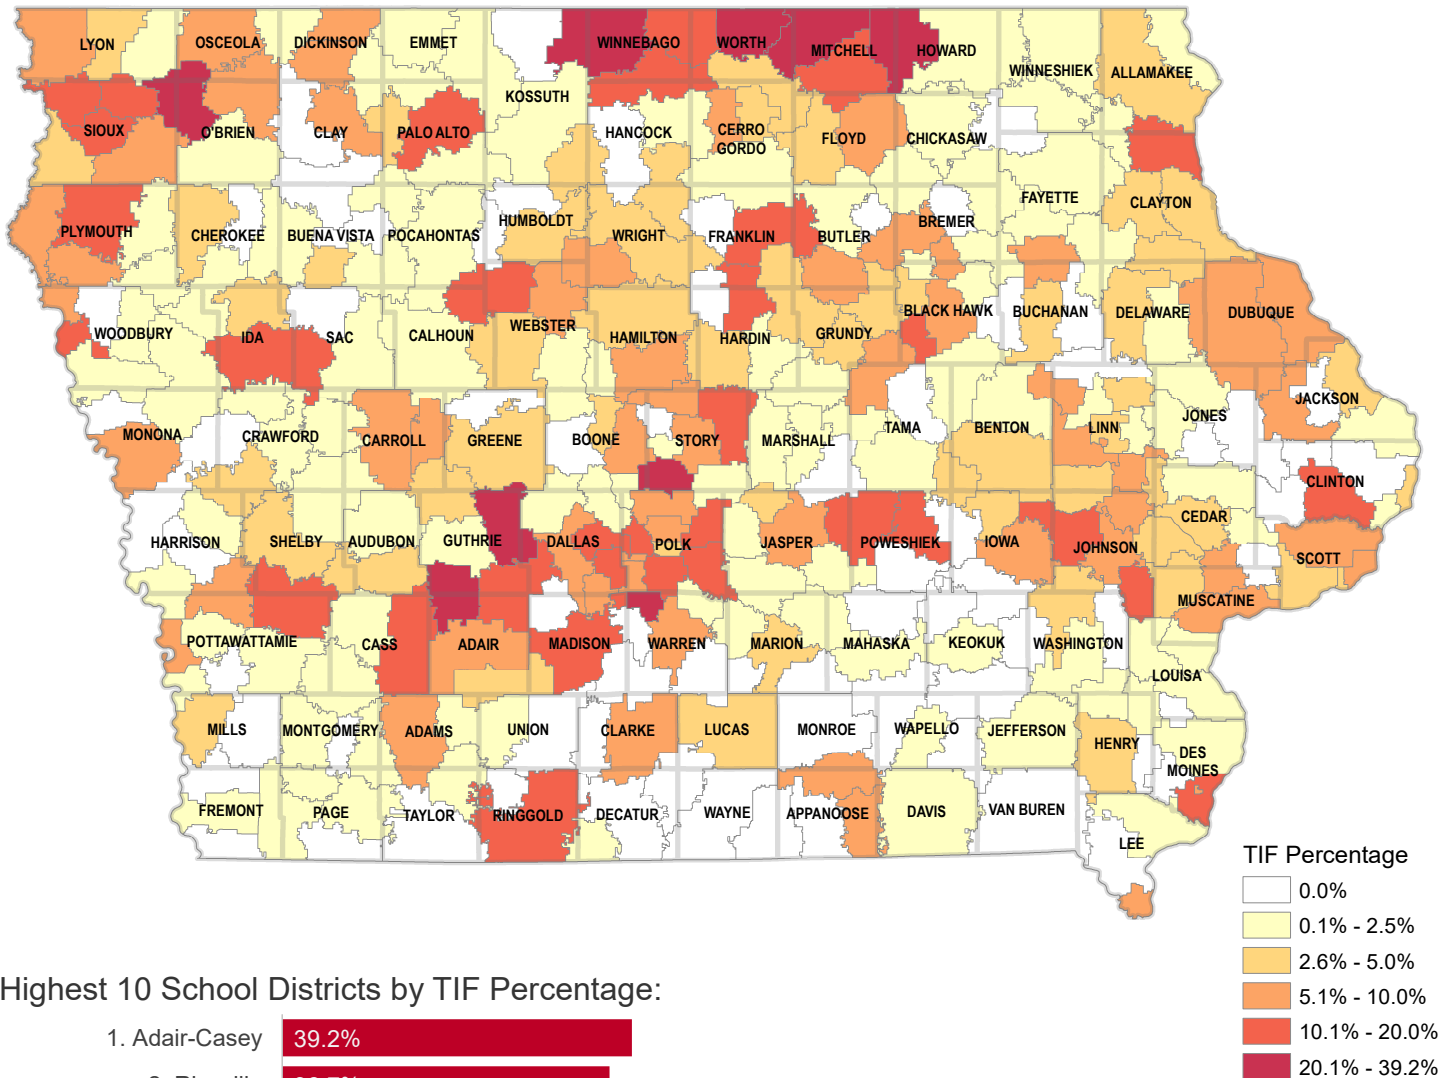 LYON
OSCEOLA
DICKINSON
EMMET
WINNEBAGO
WORTH
MITCHELL
HOWARD
WINNESHIEK
ALLAMAKEE
KOSSUTH
SIOUX
O'BRIEN
CLAY
PALO ALTO
HANCOCK
CERRO
GORDO
FLOYD
CHICKASAW
PLYMOUTH
CHEROKEE
BUENA VISTA
POCAHONTAS
HUMBOLDT
WRIGHT
FRANKLIN
BUTLER
BREMER
FAYETTE
CLAYTON
WOODBURY
IDA
SAC
CALHOUN
WEBSTER
HAMILTON
HARDIN
GRUNDY
BLACK HAWK
BUCHANAN
DELAWARE
DUBUQUE
MONONA
CRAWFORD
CARROLL
GREENE
BOONE
STORY
MARSHALL
TAMA
BENTON
LINN
JONES
JACKSON
CLINTON
HARRISON
SHELBY
AUDUBON
GUTHRIE
DALLAS
POLK
JASPER
POWESHIEK
IOWA
JOHNSON
CEDAR
SCOTT
MUSCATINE
POTTAWATTAMIE
CASS
ADAIR
MADISON
WARREN
MARION
MAHASKA
KEOKUK
WASHINGTON
LOUISA
MILLS
MONTGOMERY
ADAMS
UNION
CLARKE
LUCAS
MONROE
WAPELLO
JEFFERSON
HENRY
DES
MOINES
FREMONT
PAGE
TAYLOR
RINGGOLD
DECATUR
WAYNE
APPANOOSE
DAVIS
VAN BUREN
LEE
TIF Percentage
0.0%
0.1% - 2.5%
2.6% - 5.0%
5.1% - 10.0%
10.1% - 20.0%
20.1% - 39.2%
Highest 10 School Districts by TIF Percentage:
1. Adair-Casey 39.2%